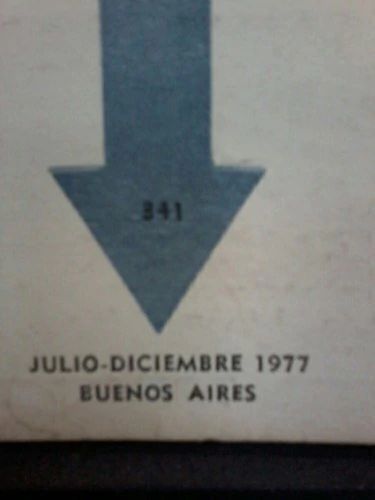 341
JULIO-DICIEMBRE 1977
BUENOS AIRES